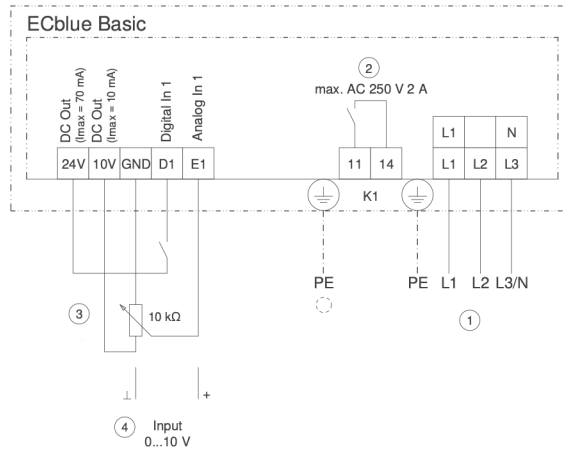 ECblue Basic
DC Out
(Imax = 70 mA)
DC Out
(Imax = 10 mA)
Digital In 1
Analog In 1
2
max. AC 250 V 2 A
L1 N
24V 10V GND D1 E1
11 14
L1 L2 L3
K1
PE
PE L1 L2 L3/N
3
10 kΩ
1
+
4
Input
0...10 V